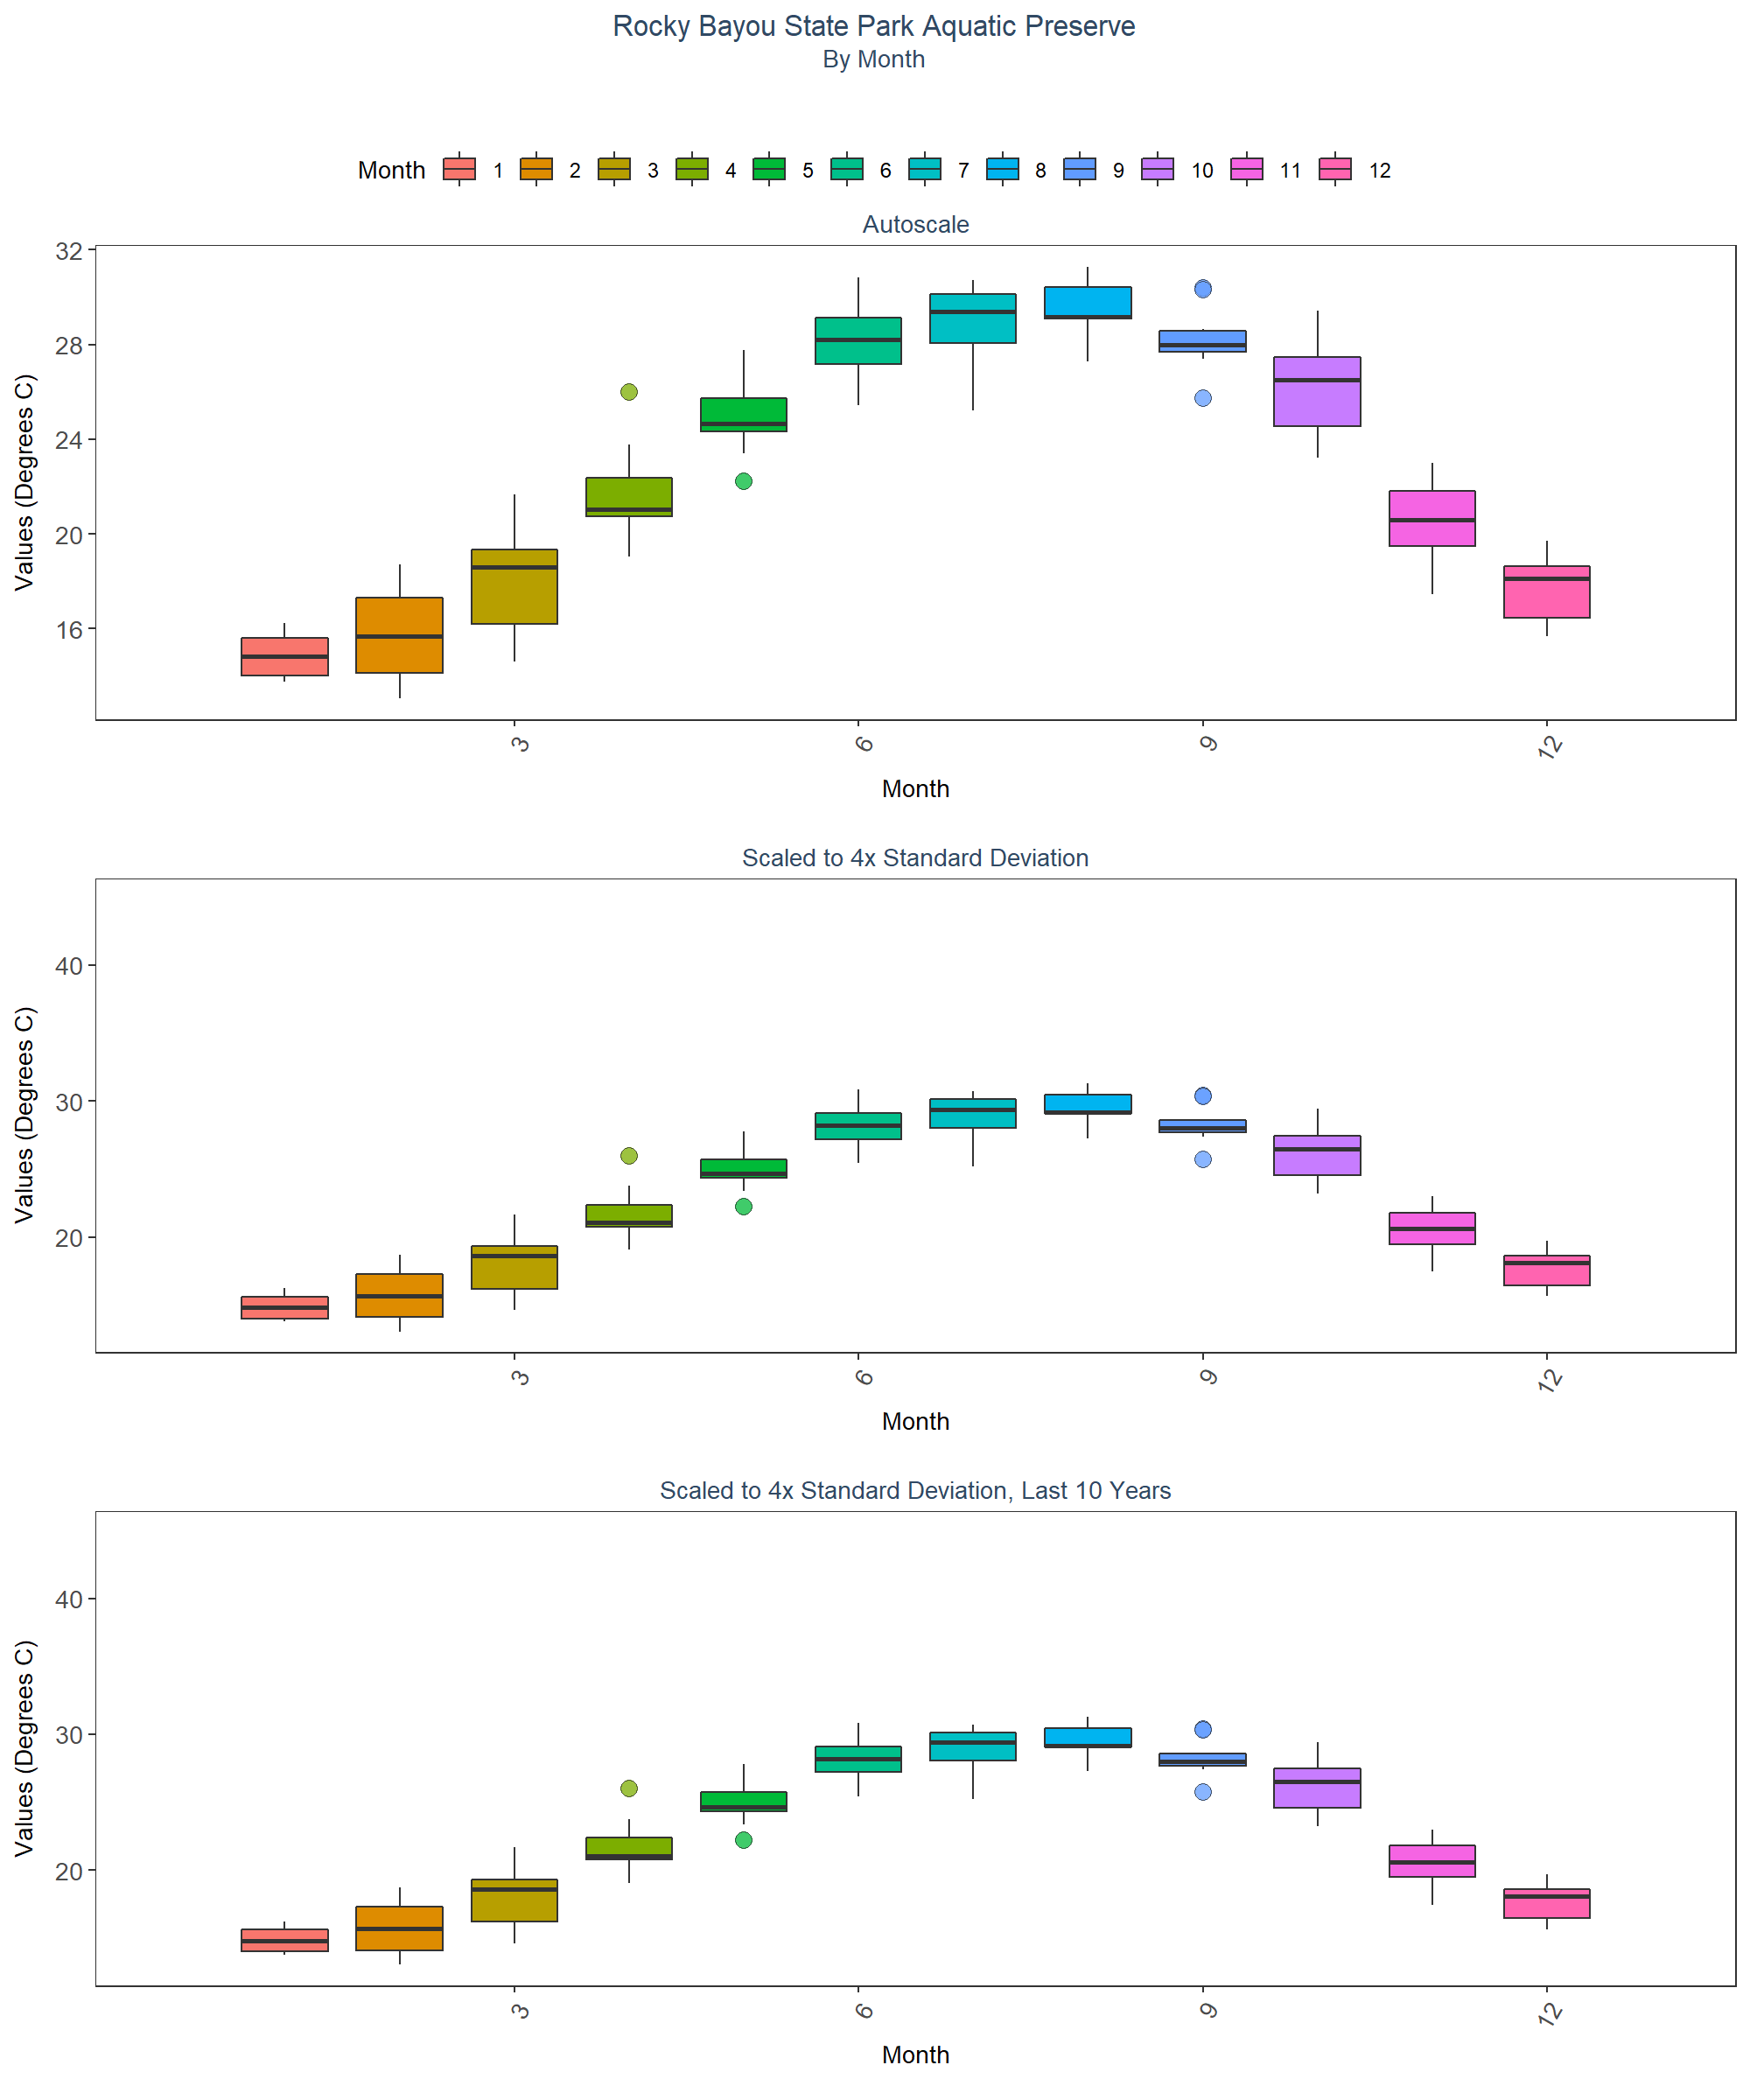 Rocky Bayou State Park Aquatic Preserve
By Month
Month 1 2 3 4 5 6 7 8 9 10 11 12
Autoscale
Values (Degrees C)
32
28
24
20
16
3 6 9 12
Month
Scaled to 4x Standard Deviation
Values (Degrees C)
40
30
20
3 6 9 12
Month
Scaled to 4x Standard Deviation, Last 10 Years
Values (Degrees C)
40
30
20
3 6 9 12
Month